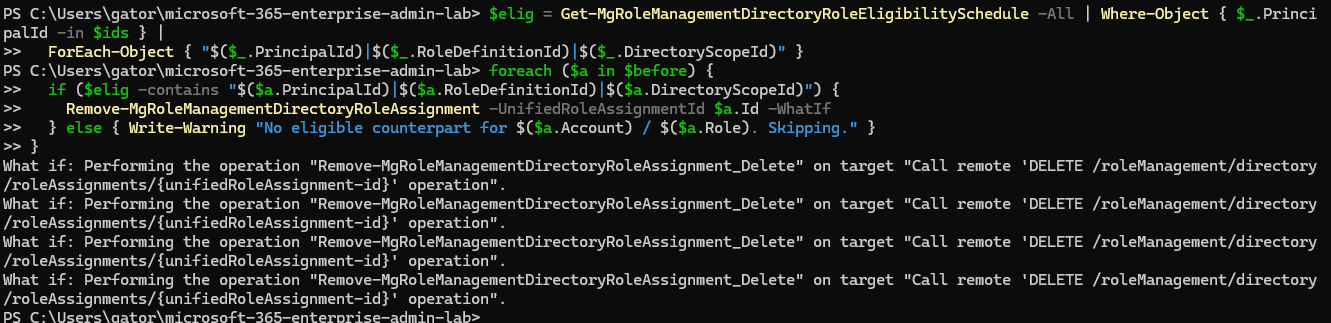 PS C:\Users\gator\microsoft-365-enterprise-admin-lab> $elig = Get-MgRoleManagementDirectoryRoleEligibilitySchedule -All | Where-Object { $_.Princi
palId -in $ids } |
>>   ForEach-Object { "$($_.PrincipalId)|$($_.RoleDefinitionId)|$($_.DirectoryScopeId)" }
PS C:\Users\gator\microsoft-365-enterprise-admin-lab> foreach ($a in $before) {
>>   if ($elig -contains "$($a.PrincipalId)|$($a.RoleDefinitionId)|$($a.DirectoryScopeId)") {
>>     Remove-MgRoleManagementDirectoryRoleAssignment -UnifiedRoleAssignmentId $a.Id -WhatIf
>>   } else { Write-Warning "No eligible counterpart for $($a.Account) / $($a.Role). Skipping." }
>> }
What if: Performing the operation "Remove-MgRoleManagementDirectoryRoleAssignment_Delete" on target "Call remote 'DELETE /roleManagement/directory
/roleAssignments/{unifiedRoleAssignment-id}' operation".
What if: Performing the operation "Remove-MgRoleManagementDirectoryRoleAssignment_Delete" on target "Call remote 'DELETE /roleManagement/directory
/roleAssignments/{unifiedRoleAssignment-id}' operation".
What if: Performing the operation "Remove-MgRoleManagementDirectoryRoleAssignment_Delete" on target "Call remote 'DELETE /roleManagement/directory
/roleAssignments/{unifiedRoleAssignment-id}' operation".
What if: Performing the operation "Remove-MgRoleManagementDirectoryRoleAssignment_Delete" on target "Call remote 'DELETE /roleManagement/directory
/roleAssignments/{unifiedRoleAssignment-id}' operation".
PS C:\Users\gator\microsoft-365-enterprise-admin-lab>